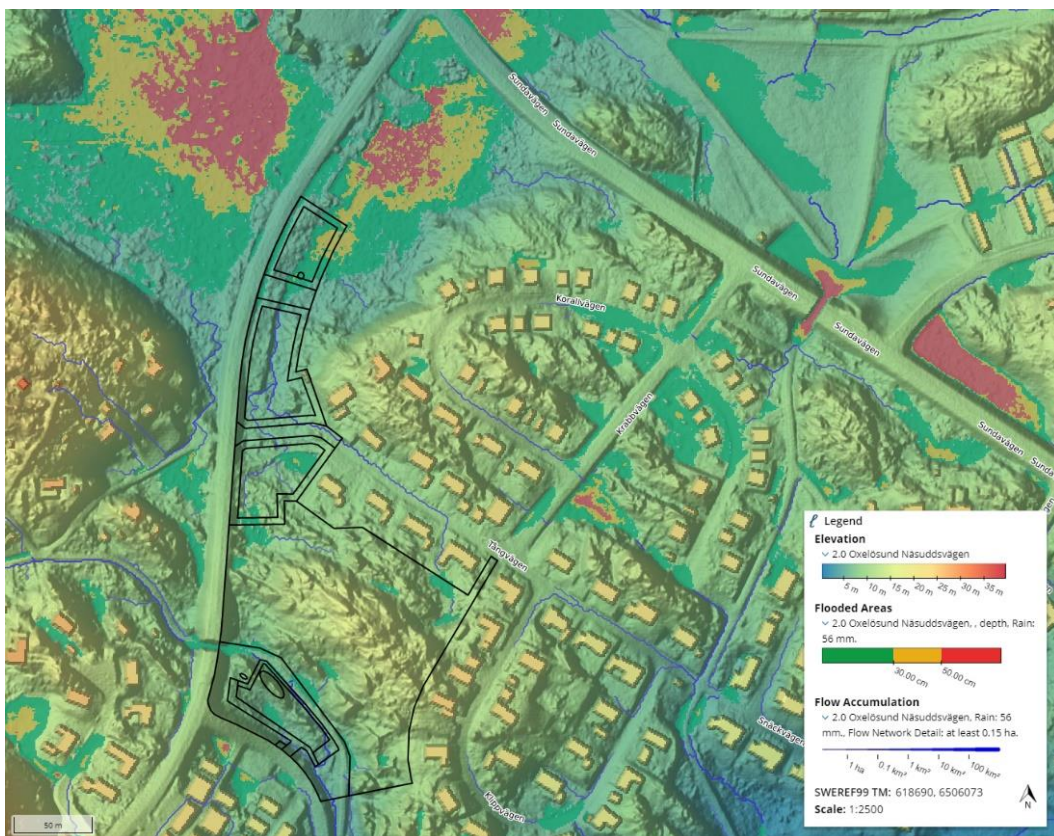 Sundavägen
Sundavägen
Sundavägen
Korallvägen
Sundavägen
Krabbvägen
Sundavägen
Tångvägen
Snäckvägen
Klippvägen
50 m
Legend
Elevation
2.0 Oxelösund Näsuddsvägen
5 m 10 m 15 m 20 m 25 m 30 m 35 m
Flooded Areas
2.0 Oxelösund Näsuddsvägen, , depth, Rain:
56 mm.
30.00 cm 50.00 cm
Flow Accumulation
2.0 Oxelösund Näsuddsvägen, Rain: 56
mm., Flow Network Detail: at least 0.15 ha.
1 ha 0.1 km² 1 km² 10 km² 100 km²
SWEREF99 TM: 618690, 6506073
Scale: 1:2500
N